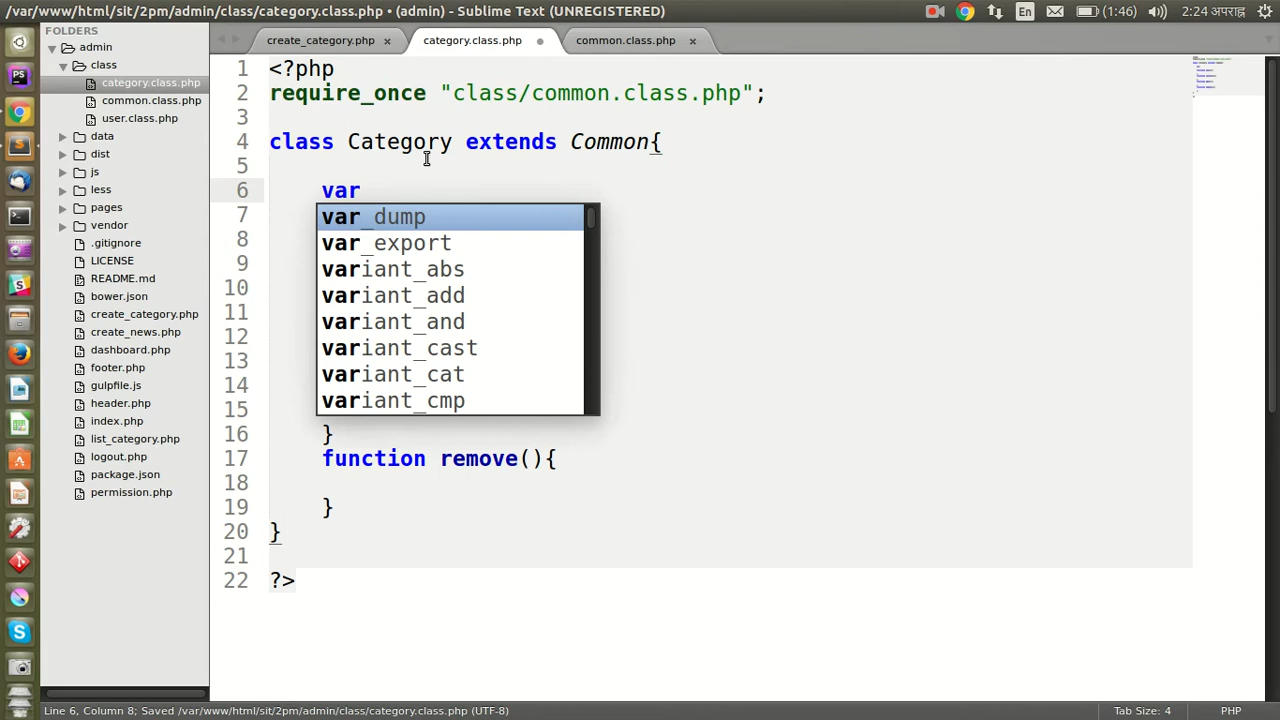 /var/www/html/sit/2pm/admin/class/category.class.php • (admin) - Sublime Text (UNREGISTERED)
En
(1:46)
2:24 अपराह्न
FOLDERS
admin
class
category.class.php
common.class.php
user.class.php
data
dist
js
less
pages
vendor
.gitignore
LICENSE
README.md
bower.json
create_category.php
create_news.php
dashboard.php
footer.php
gulpfile.js
header.php
index.php
list_category.php
logout.php
package.json
permission.php
create_category.php ×
category.class.php
common.class.php ×
1 <?php
2 require_once "class/common.class.php";
3
4 class Category extends Common{
5
6 var
7
8
9
10
11
12
13
14
15
16 }
17 function remove(){
18
19 }
20 }
21
22 ?>
var_dump
var_export
variant_abs
variant_add
variant_and
variant_cast
variant_cat
variant_cmp
Line 6, Column 8; Saved /var/www/html/sit/2pm/admin/class/category.class.php (UTF-8)
Tab Size: 4
PHP